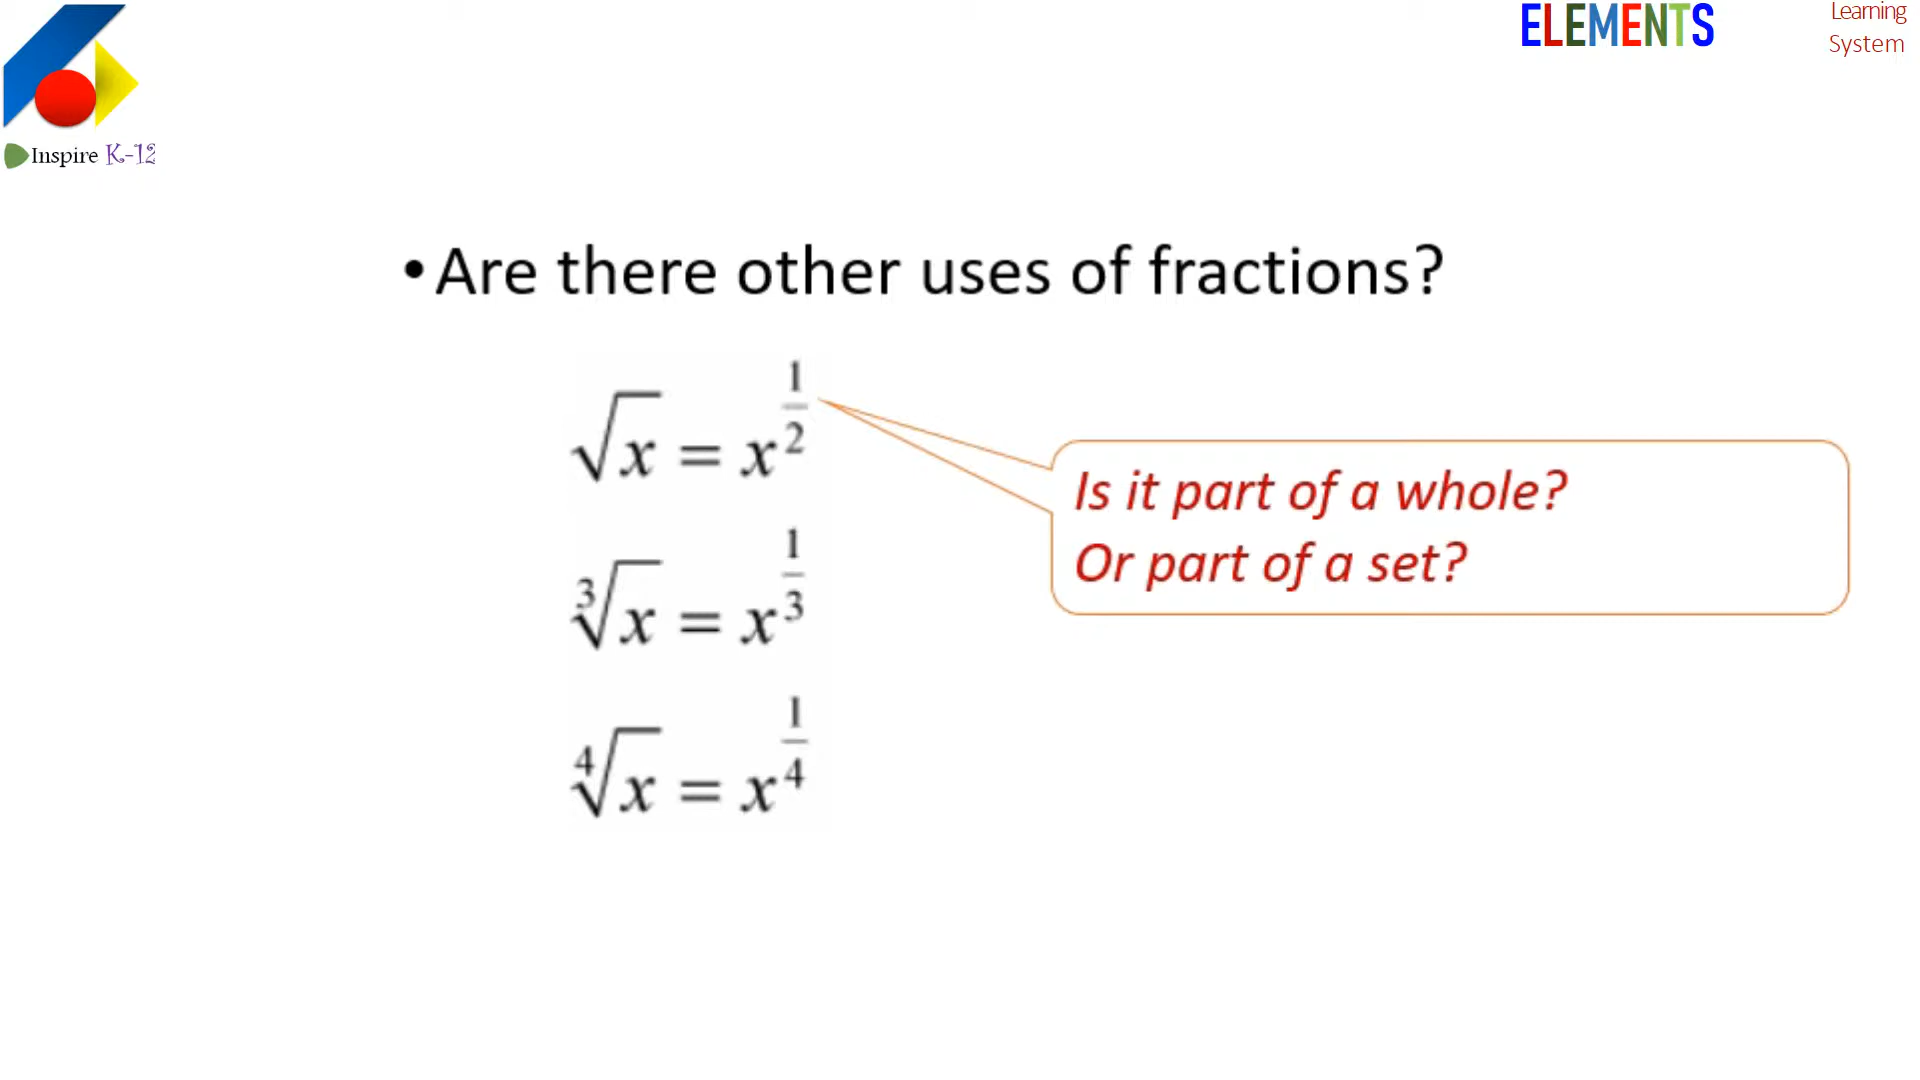 ELEMENTS
Learning
System
Inspire K-12
•Are there other uses of fractions?
√x = x^(1/2)
∛x = x^(1/3)
∜x = x^(1/4)
Is it part of a whole?
Or part of a set?